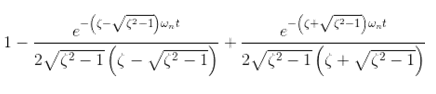 $1 - \frac{e^{-\left(\zeta-\sqrt{\zeta^2-1}\right)\omega_n t}}{2\sqrt{\zeta^2-1}\left(\zeta-\sqrt{\zeta^2-1}\right)} + \frac{e^{-\left(\zeta+\sqrt{\zeta^2-1}\right)\omega_n t}}{2\sqrt{\zeta^2-1}\left(\zeta+\sqrt{\zeta^2-1}\right)}$